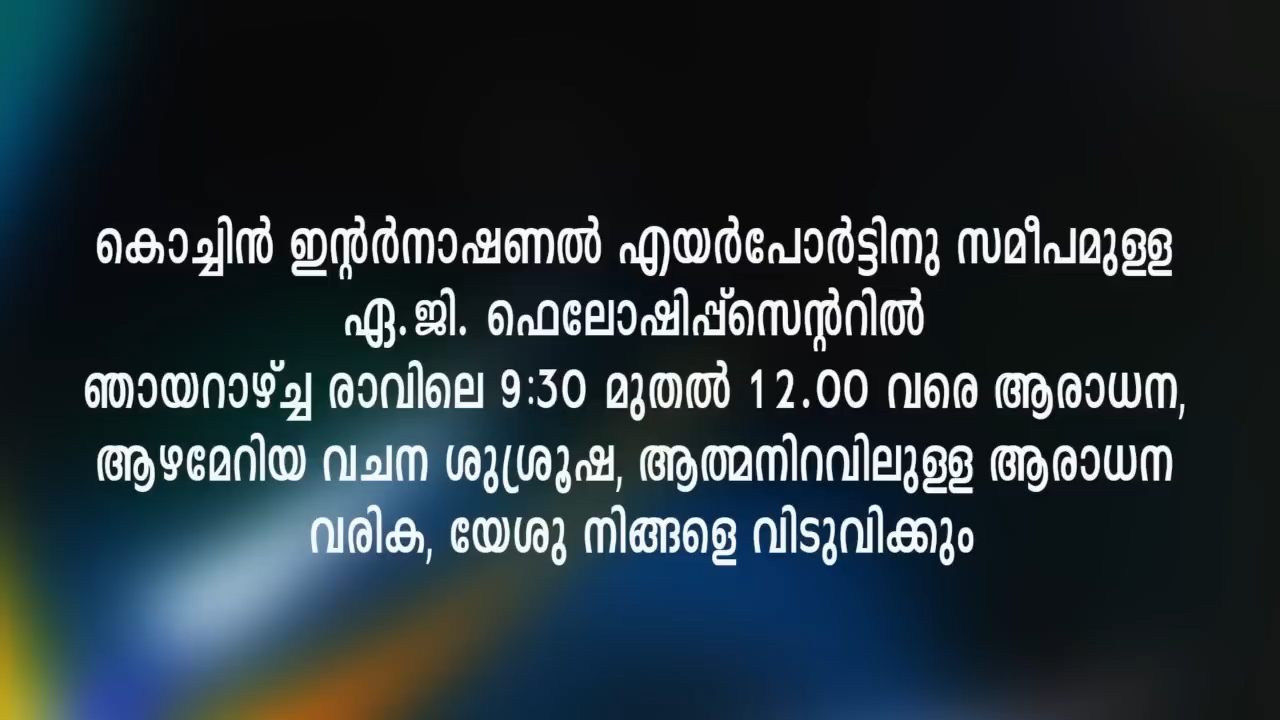 കൊച്ചിൻ ഇന്റർനാഷണൽ എയർപോർട്ടിനു സമീപമുള്ള
ഏ.ജി. ഫെലോഷിപ്പ്സെന്ററിൽ
ഞായറാഴ്ച്ച രാവിലെ 9:30 മുതൽ 12.00 വരെ ആരാധന,
ആഴമേറിയ വചന ശുശ്രൂഷ, ആത്മനിറവിലുള്ള ആരാധന
വരിക, യേശു നിങ്ങളെ വിടുവിക്കും